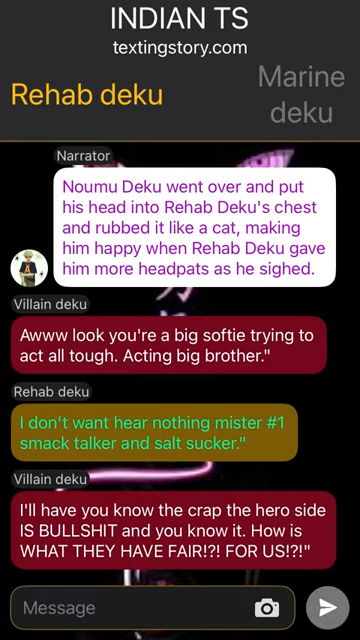 INDIAN TS
textingstory.com
Rehab deku
Marine
deku
Narrator
Noumu Deku went over and put
his head into Rehab Deku's chest
and rubbed it like a cat, making
him happy when Rehab Deku gave
him more headpats as he sighed.
Villain deku
Awww look you're a big softie trying to
act all tough. Acting big brother."
Rehab deku
I don't want hear nothing mister #1
smack talker and salt sucker."
Villain deku
I'll have you know the crap the hero side
IS BULLSHIT and you know it. How is
WHAT THEY HAVE FAIR!?! FOR US!?!"
Message